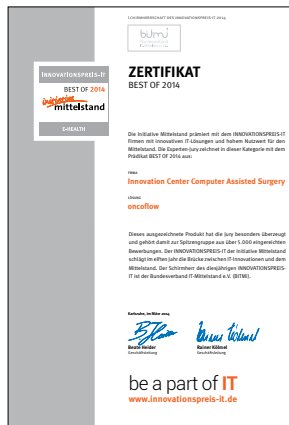 SCHIRMHERRSCHAFT DES INNOVATIONSPREIS-IT 2014
bitmi
ZERTIFIKAT
BEST OF 2014
INNOVATIONSPREIS-IT
BEST OF 2014
initiative
mittelstand
E-HEALTH
Die Initiative Mittelstand prämiert mit dem INNOVATIONSPREIS-IT
Firmen mit innovativen IT-Lösungen und hohem Nutzwert für den
Mittelstand. Die Experten-Jury zeichnet in dieser Kategorie mit dem
Prädikat BEST OF 2014 aus:
FIRMA
Innovation Center Computer Assisted Surgery
LÖSUNG
oncoflow
Dieses ausgezeichnete Produkt hat die Jury besonders überzeugt
und gehört damit zur Spitzengruppe aus über 5.000 eingereichten
Bewerbungen. Der INNOVATIONSPREIS-IT der Initiative Mittelstand
schlägt im elften Jahr die Brücke zwischen IT-Innovationen und dem
Mittelstand. Der Schirmherr des diesjährigen INNOVATIONSPREIS-
IT ist der Bundesverband IT-Mittelstand e.V. (BITMi).
Karlsruhe, im März 2014
Rainer Kölmel
Beate Heider
Geschäftsleitung
Rainer Kölmel
Geschäftsleitung
be a part of IT
www.innovationspreis-it.de